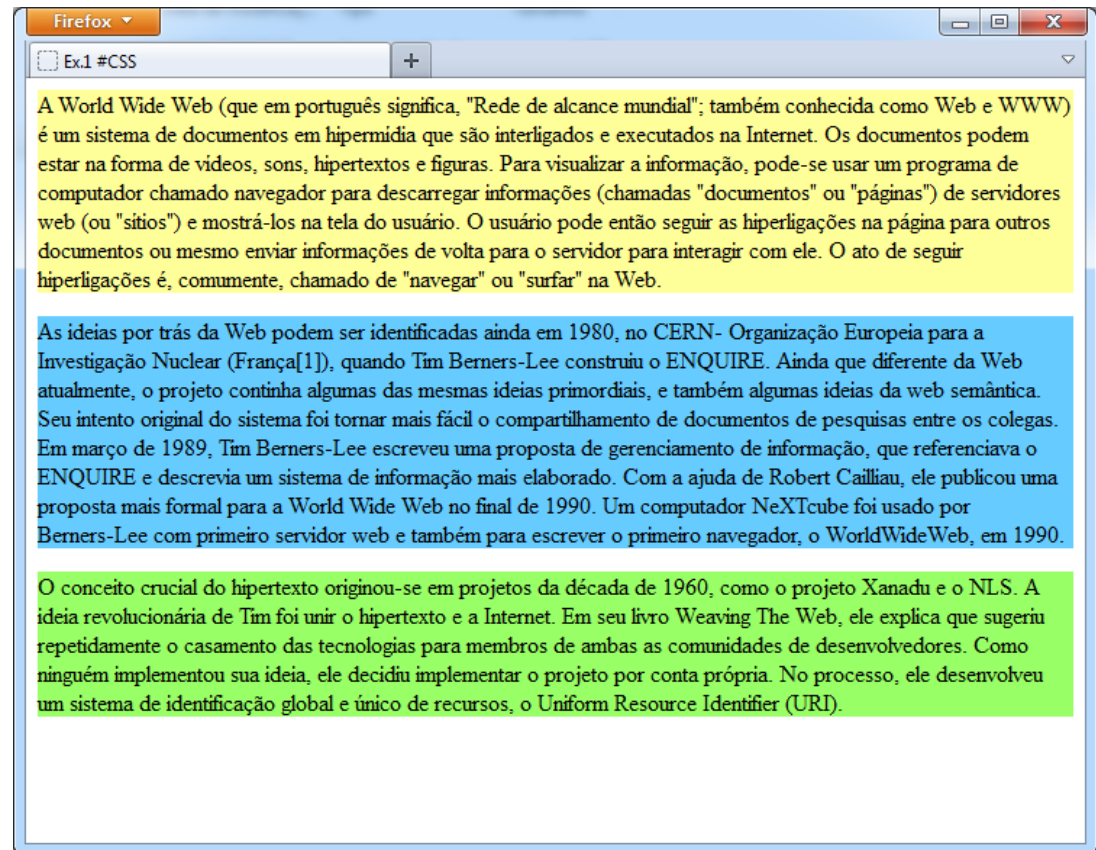 Firefox
Ex.1 #CSS
A World Wide Web (que em português significa, "Rede de alcance mundial"; também conhecida como Web e WWW)
é um sistema de documentos em hipermídia que são interligados e executados na Internet. Os documentos podem
estar na forma de vídeos, sons, hipertextos e figuras. Para visualizar a informação, pode-se usar um programa de
computador chamado navegador para descarregar informações (chamadas "documentos" ou "páginas") de servidores
web (ou "sítios") e mostrá-los na tela do usuário. O usuário pode então seguir as hiperligações na página para outros
documentos ou mesmo enviar informações de volta para o servidor para interagir com ele. O ato de seguir
hiperligações é, comumente, chamado de "navegar" ou "surfar" na Web.
As ideias por trás da Web podem ser identificadas ainda em 1980, no CERN- Organização Europeia para a
Investigação Nuclear (França[1]), quando Tim Berners-Lee construiu o ENQUIRE. Ainda que diferente da Web
atualmente, o projeto continha algumas das mesmas ideias primordiais, e também algumas ideias da web semântica.
Seu intento original do sistema foi tornar mais fácil o compartilhamento de documentos de pesquisas entre os colegas.
Em março de 1989, Tim Berners-Lee escreveu uma proposta de gerenciamento de informação, que referenciava o
ENQUIRE e descrevia um sistema de informação mais elaborado. Com a ajuda de Robert Cailliau, ele publicou uma
proposta mais formal para a World Wide Web no final de 1990. Um computador NeXTcube foi usado por
Berners-Lee com primeiro servidor web e também para escrever o primeiro navegador, o WorldWideWeb, em 1990.
O conceito crucial do hipertexto originou-se em projetos da década de 1960, como o projeto Xanadu e o NLS. A
ideia revolucionária de Tim foi unir o hipertexto e a Internet. Em seu livro Weaving The Web, ele explica que sugeriu
repetidamente o casamento das tecnologias para membros de ambas as comunidades de desenvolvedores. Como
ninguém implementou sua ideia, ele decidiu implementar o projeto por conta própria. No processo, ele desenvolveu
um sistema de identificação global e único de recursos, o Uniform Resource Identifier (URI).